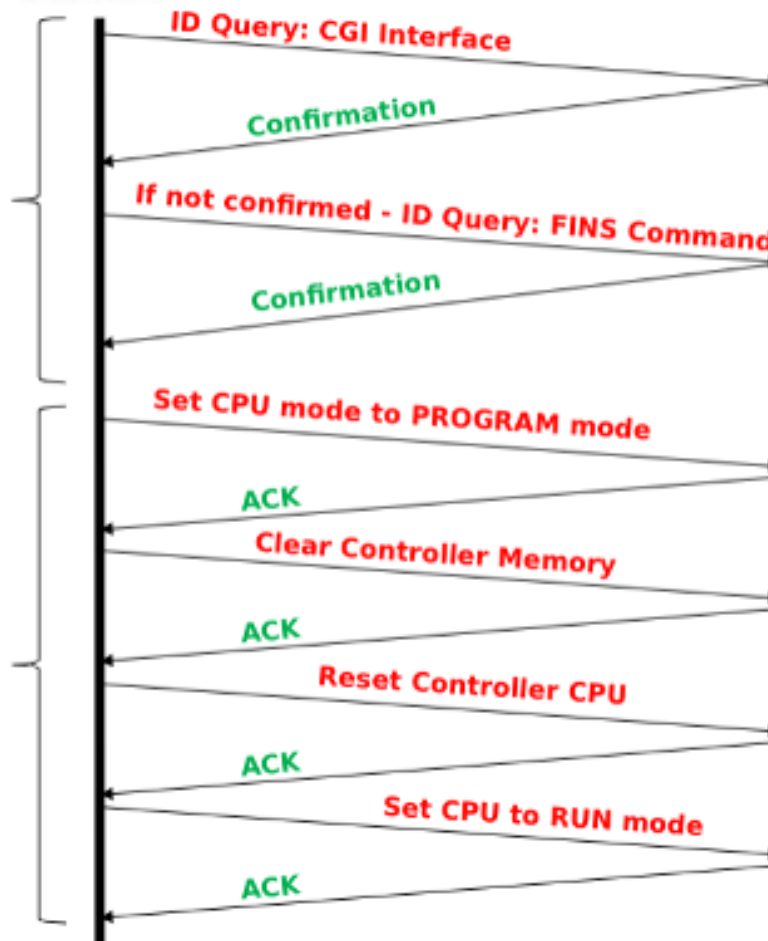 ID Query: CGI Interface
Confirmation
If not confirmed - ID Query: FINS Command
Confirmation
Set CPU mode to PROGRAM mode
ACK
Clear Controller Memory
ACK
Reset Controller CPU
ACK
Set CPU to RUN mode
ACK